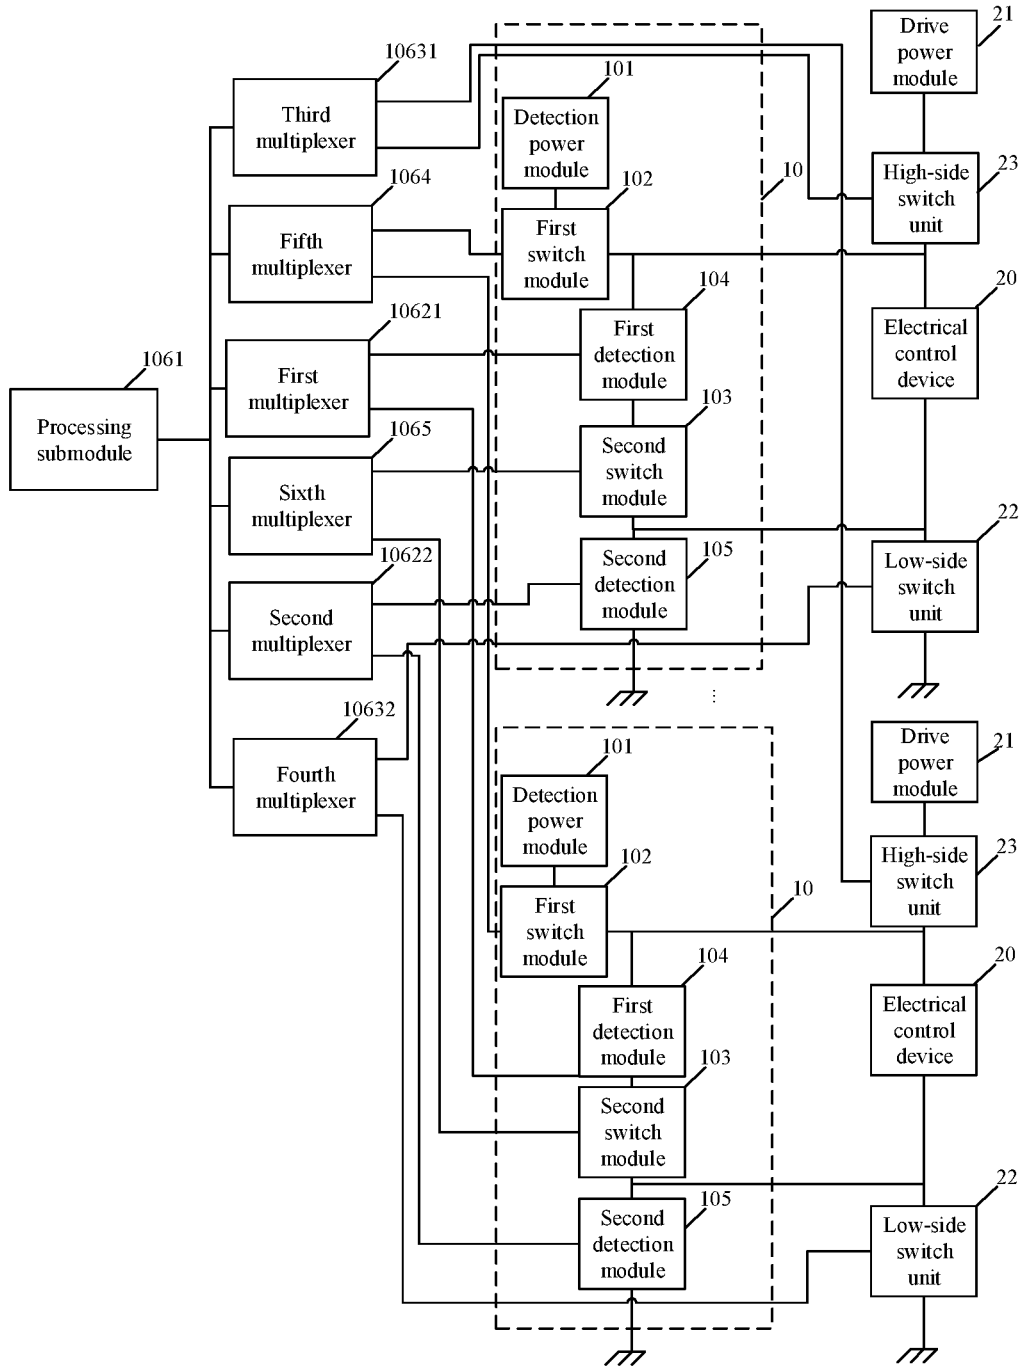 10631
Third
multiplexer
1064
Fifth
multiplexer
10621
First
multiplexer
1061
Processing
submodule
1065
Sixth
multiplexer
10622
Second
multiplexer
10632
Fourth
multiplexer
101
Detection
power
module
102
First
switch
module
10
104
First
detection
module
103
Second
switch
module
105
Second
detection
module
21
Drive
power
module
23
High-side
switch
unit
20
Electrical
control
device
22
Low-side
switch
unit
...
101
Detection
power
module
102
First
switch
module
10
104
First
detection
module
103
Second
switch
module
105
Second
detection
module
21
Drive
power
module
23
High-side
switch
unit
20
Electrical
control
device
22
Low-side
switch
unit